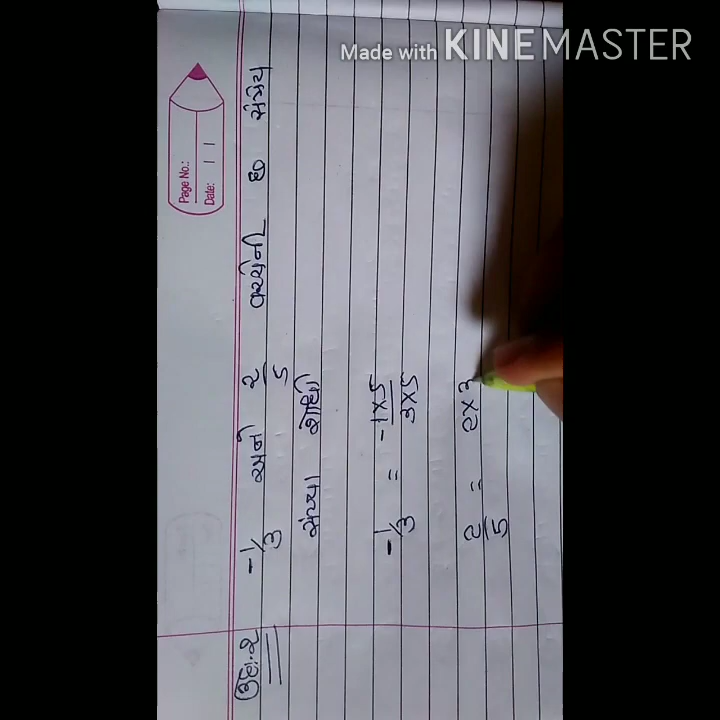 Made with KINEMASTER
Page No.:
Date: | |
ઉદા.૨ -1/3 અને 2/5 વચ્ચેની છ સંમેય
સંખ્યા શોધો
-1/3 = -1×5/3×5
2/5 = 2×3